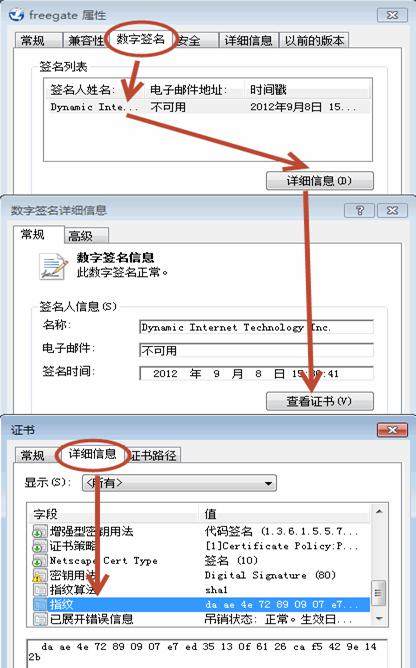 freegate 属性
常规 兼容性 数字签名 安全 详细信息 以前的版本
签名列表
签名人姓名: 电子邮件地址: 时间戳
Dynamic Inte... 不可用 2012年9月8日 15...
详细信息(D)
数字签名详细信息
常规 高级
数字签名信息
此数字签名正常。
签名人信息(S)
名称: Dynamic Internet Technology Inc.
电子邮件: 不可用
签名时间: 2012 年 9 月 8 日 15:30:41
查看证书(V)
证书
常规 详细信息 证书路径
显示(S): <所有>
字段 值
增强型密钥用法 代码签名 (1.3.6.1.5.5.7...
证书策略 [1]Certificate Policy:P...
Netscape Cert Type 签名 (10)
密钥用法 Digital Signature (80)
指纹算法 sha1
指纹 da ae 4e 72 89 09 07 e7...
已展开错误信息 吊销状态: 正常。生效日...
da ae 4e 72 89 09 07 e7 ed 35 13 0f 61 26 ca f5 42 9e 14
2b